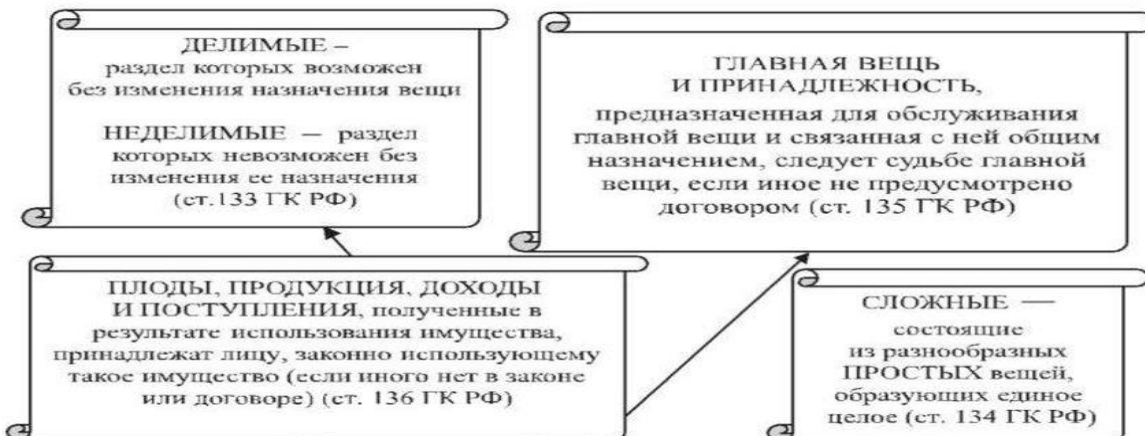 ДЕЛИМЫЕ –
раздел которых возможен
без изменения назначения вещи
НЕДЕЛИМЫЕ — раздел
которых невозможен без
изменения ее назначения
(ст.133 ГК РФ)
ГЛАВНАЯ ВЕЩЬ
И ПРИНАДЛЕЖНОСТЬ,
предназначенная для обслуживания
главной вещи и связанная с ней общим
назначением, следует судьбе главной
вещи, если иное не предусмотрено
договором (ст. 135 ГК РФ)
ПЛОДЫ, ПРОДУКЦИЯ, ДОХОДЫ
И ПОСТУПЛЕНИЯ, полученные в
результате использования имущества,
принадлежат лицу, законно использующему
такое имущество (если иного нет в законе
или договоре) (ст. 136 ГК РФ)
СЛОЖНЫЕ —
состоящие
из разнообразных
ПРОСТЫХ вещей,
образующих единое
целое (ст. 134 ГК РФ)